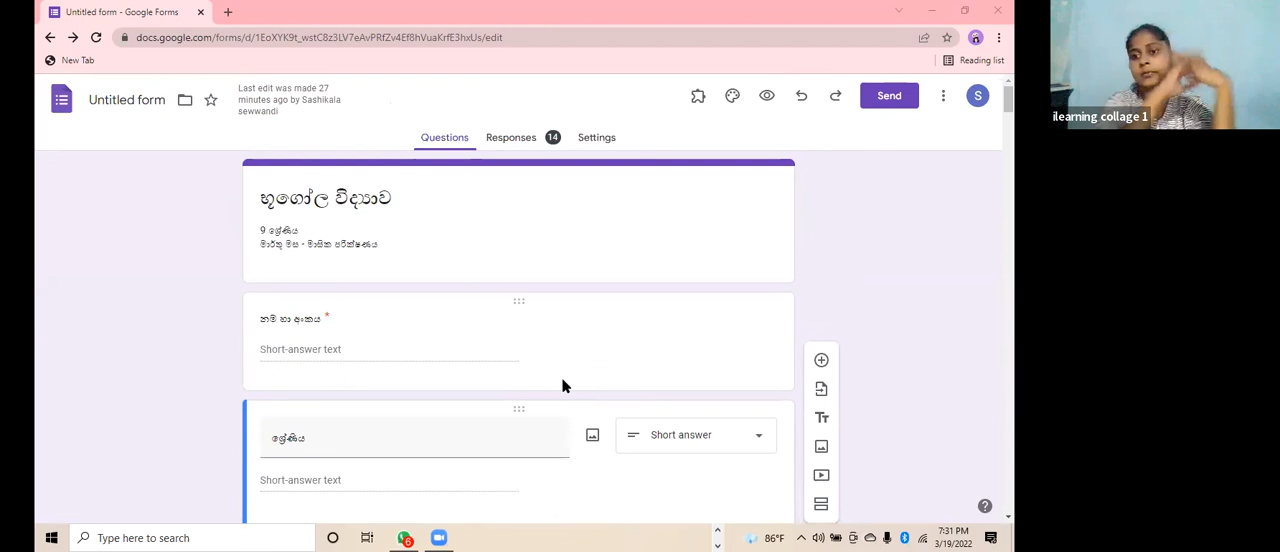 Untitled form - Google Forms
docs.google.com/forms/d/1EoXYK9t_wstC8z3LV7eAvPRfZv4Ef8hVuaKrfE3hxUs/edit
New Tab
Reading list
Untitled form
Last edit was made 27
minutes ago by Sashikala
sewwandi
Send
S
Questions
Responses 14
Settings
භූගෝල විද්‍යාව
9 ශ්‍රේණිය
මාර්තු මස - මාසික පරික්ෂණය
නම හා අංකය *
Short-answer text
ශ්‍රේණිය
Short answer
Short-answer text
ilearning collage 1
Type here to search
6
86°F
7:31 PM
3/19/2022